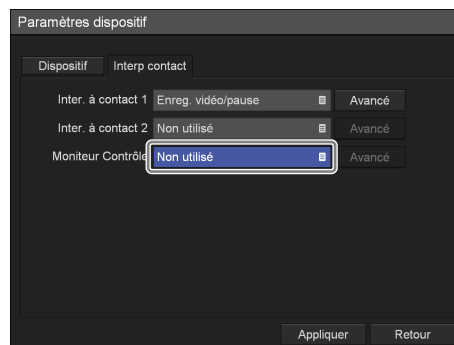 Paramètres dispositif
Dispositif Interp contact
Inter. à contact 1 Enreg. vidéo/pause Avancé
Inter. à contact 2 Non utilisé Avancé
Moniteur Contrôle Non utilisé Avancé
Appliquer Retour